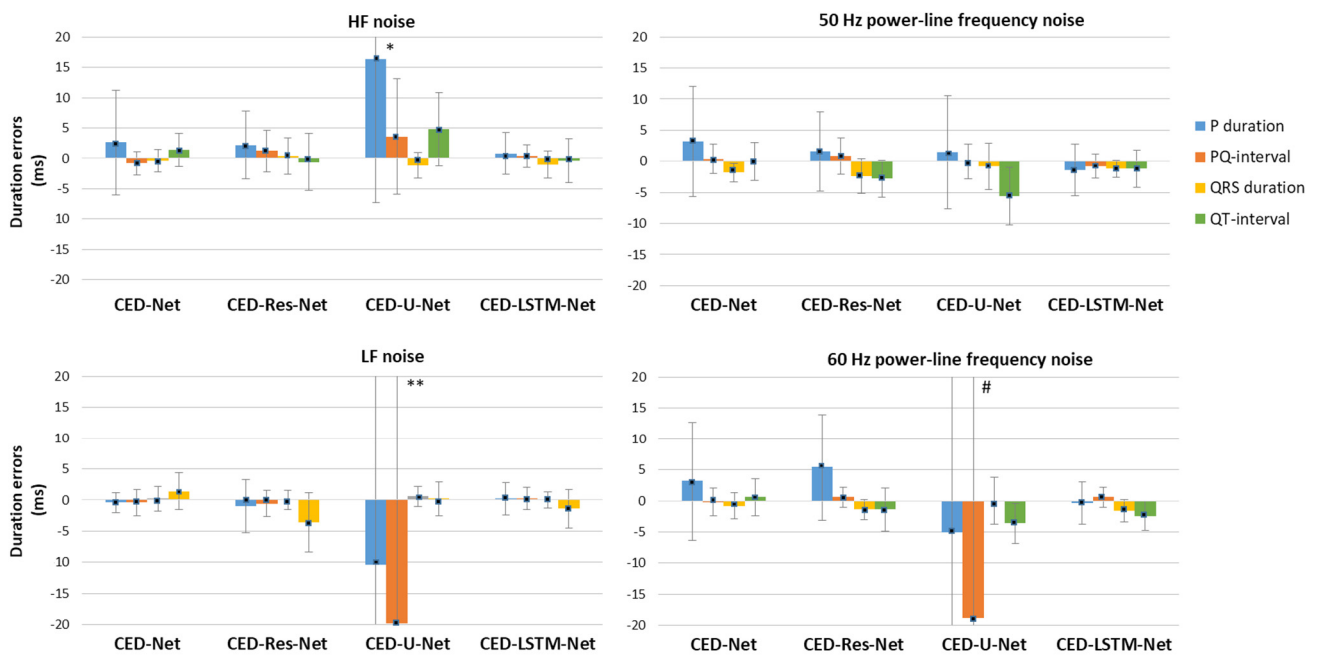 HF noise
20
15
10
5
0
-5
-10
-15
-20
Duration errors
(ms)
*
CED-Net CED-Res-Net CED-U-Net CED-LSTM-Net
50 Hz power-line frequency noise
20
15
10
5
0
-5
-10
-15
-20
CED-Net CED-Res-Net CED-U-Net CED-LSTM-Net
P duration
PQ-interval
QRS duration
QT-interval
LF noise
20
15
10
5
0
-5
10
-15
-20
Duration errors
(ms)
**
CED-Net CED-Res-Net CED-U-Net CED-LSTM-Net
60 Hz power-line frequency noise
20
15
10
5
0
-5
-10
-15
-20
#
CED-Net CED-Res-Net CED-U-Net CED-LSTM-Net